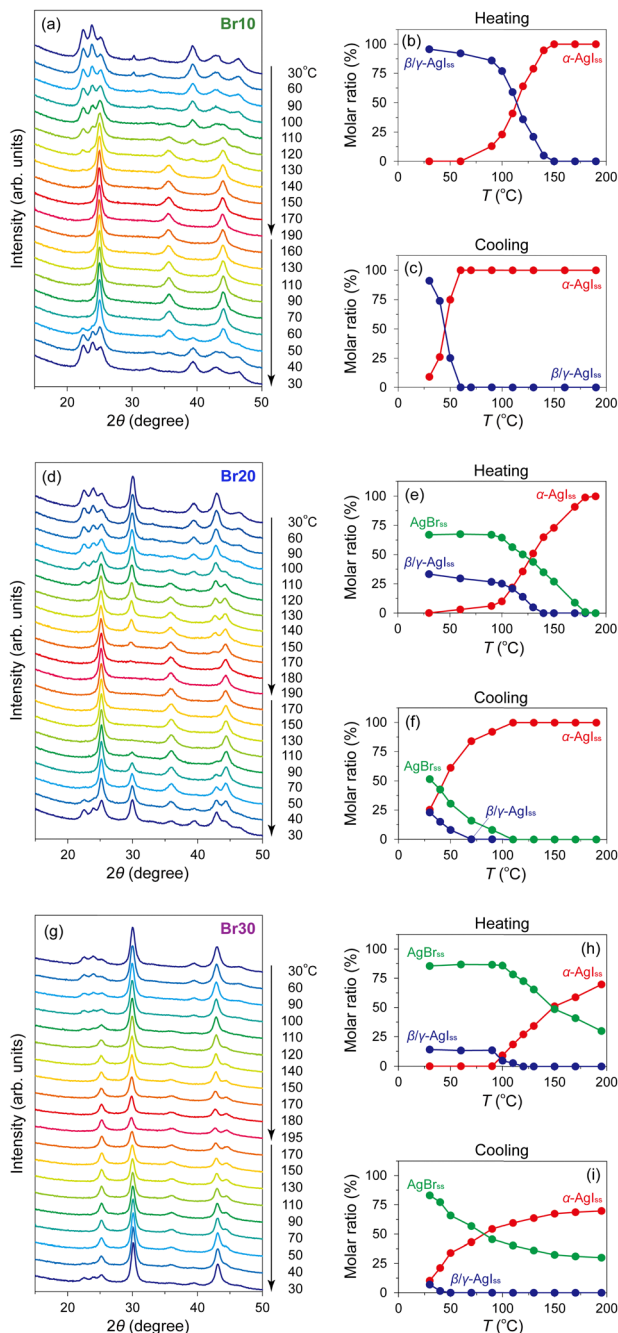 (a)
Br10
Intensity (arb. units)
30°C
60
90
100
110
120
130
140
150
170
190
160
130
110
90
70
60
50
40
30
20
30
40
50
2θ (degree)
Heating
(b)
β/γ-AgIss
α-AgIss
Molar ratio (%)
100
75
50
25
0
0
50
100
150
200
T (°C)
Cooling
(c)
α-AgIss
β/γ-AgIss
Molar ratio (%)
100
75
50
25
0
0
50
100
150
200
T (°C)
(d)
Br20
Intensity (arb. units)
30°C
60
90
100
110
120
130
140
150
170
180
190
170
150
130
110
90
70
50
40
30
20
30
40
50
2θ (degree)
Heating
(e)
α-AgIss
AgBrss
β/γ-AgIss
Molar ratio (%)
100
75
50
25
0
0
50
100
150
200
T (°C)
Cooling
(f)
α-AgIss
AgBrss
β/γ-AgIss
Molar ratio (%)
100
75
50
25
0
0
50
100
150
200
T (°C)
(g)
Br30
Intensity (arb. units)
30°C
60
90
100
110
120
140
150
170
180
195
170
150
130
110
90
70
50
40
30
20
30
40
50
2θ (degree)
Heating
(h)
AgBrss
α-AgIss
β/γ-AgIss
Molar ratio (%)
100
75
50
25
0
0
50
100
150
200
T (°C)
Cooling
(i)
AgBrss
α-AgIss
β/γ-AgIss
Molar ratio (%)
100
75
50
25
0
0
50
100
150
200
T (°C)